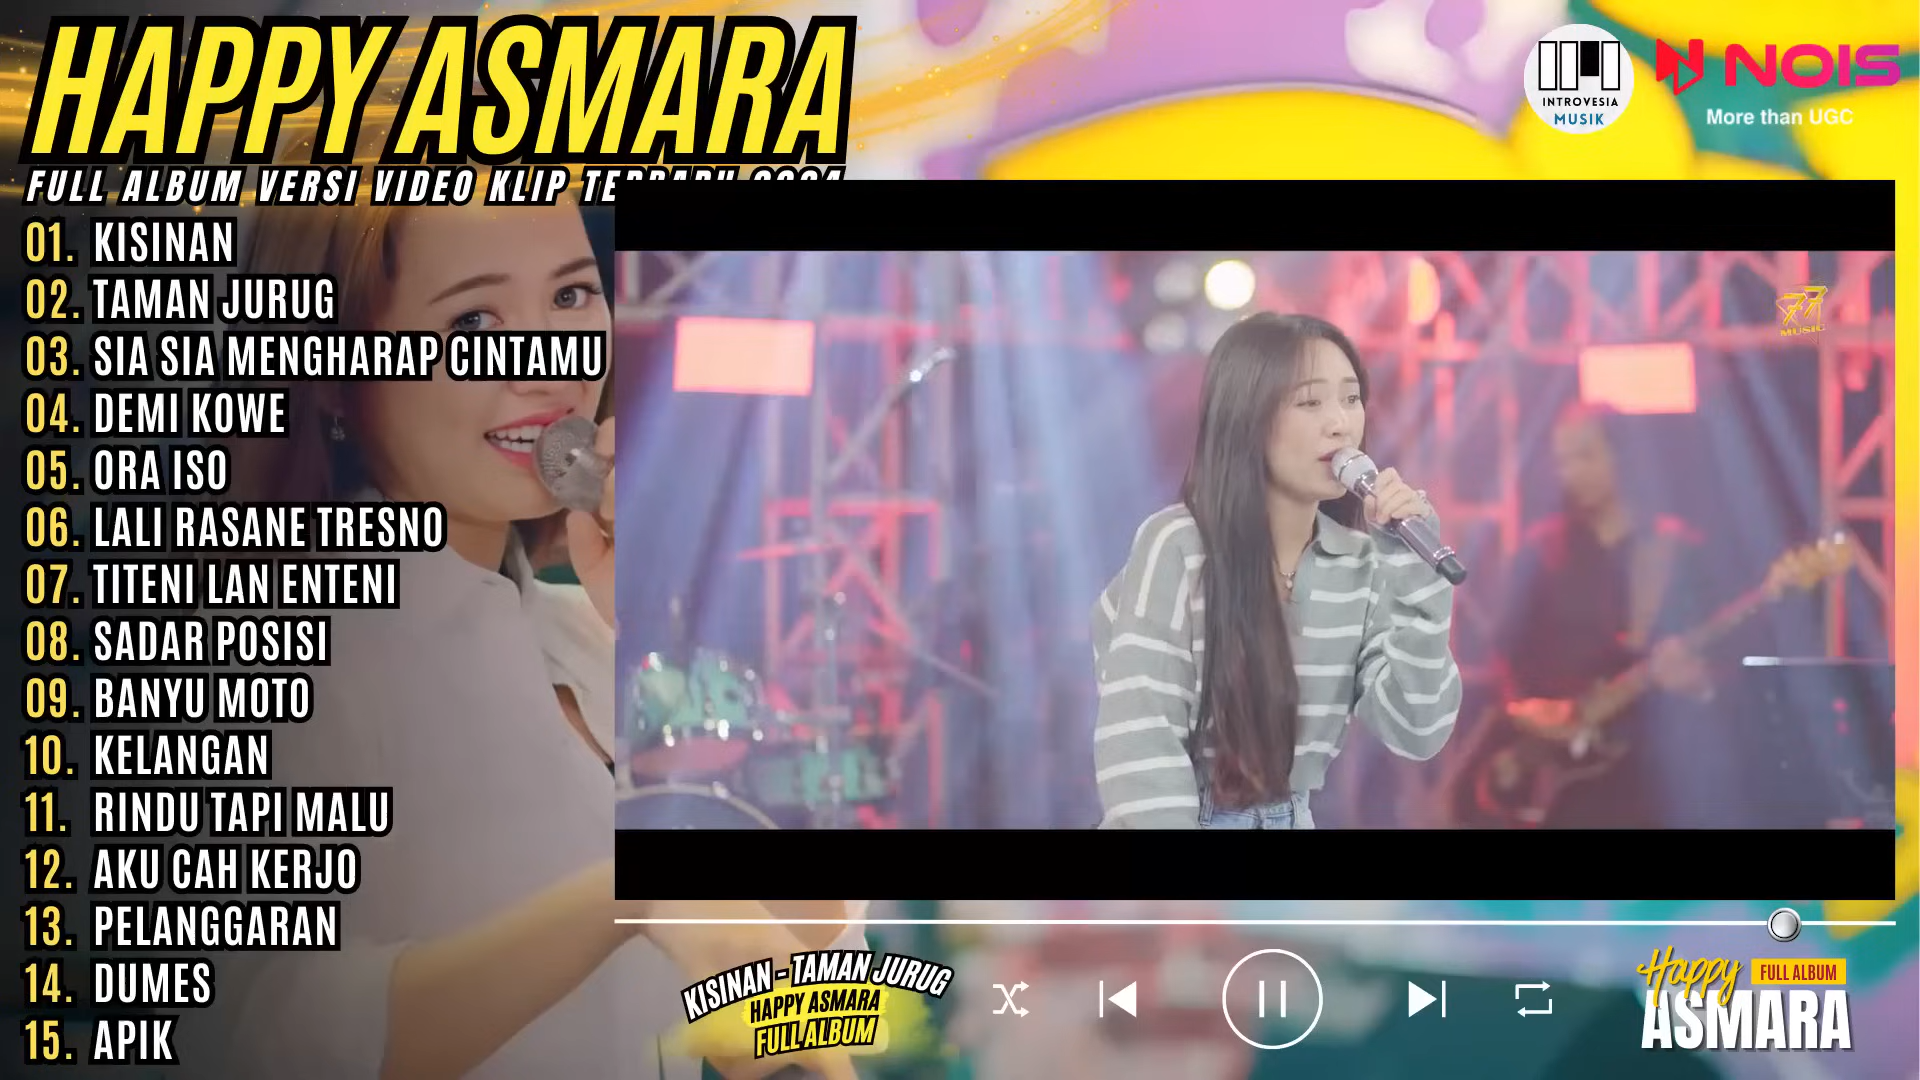 HAPPY ASMARA
FULL ALBUM VERSI VIDEO KLIP
01. KISINAN
02. TAMAN JURUG
03. SIA SIA MENGHARAP CINTAMU
04. DEMI KOWE
05. ORA ISO
06. LALI RASANE TRESNO
07. TITENI LAN ENTENI
08. SADAR POSISI
09. BANYU MOTO
10. KELANGAN
11. RINDU TAPI MALU
12. AKU CAH KERJO
13. PELANGGARAN
14. DUMES
15. APIK
INTROVESIA
MUSIK
NOIS
More than UGC
77
MUSIC
KISINAN - TAMAN JURUG
HAPPY ASMARA
FULL ALBUM
Happy
FULL ALBUM
ASMARA